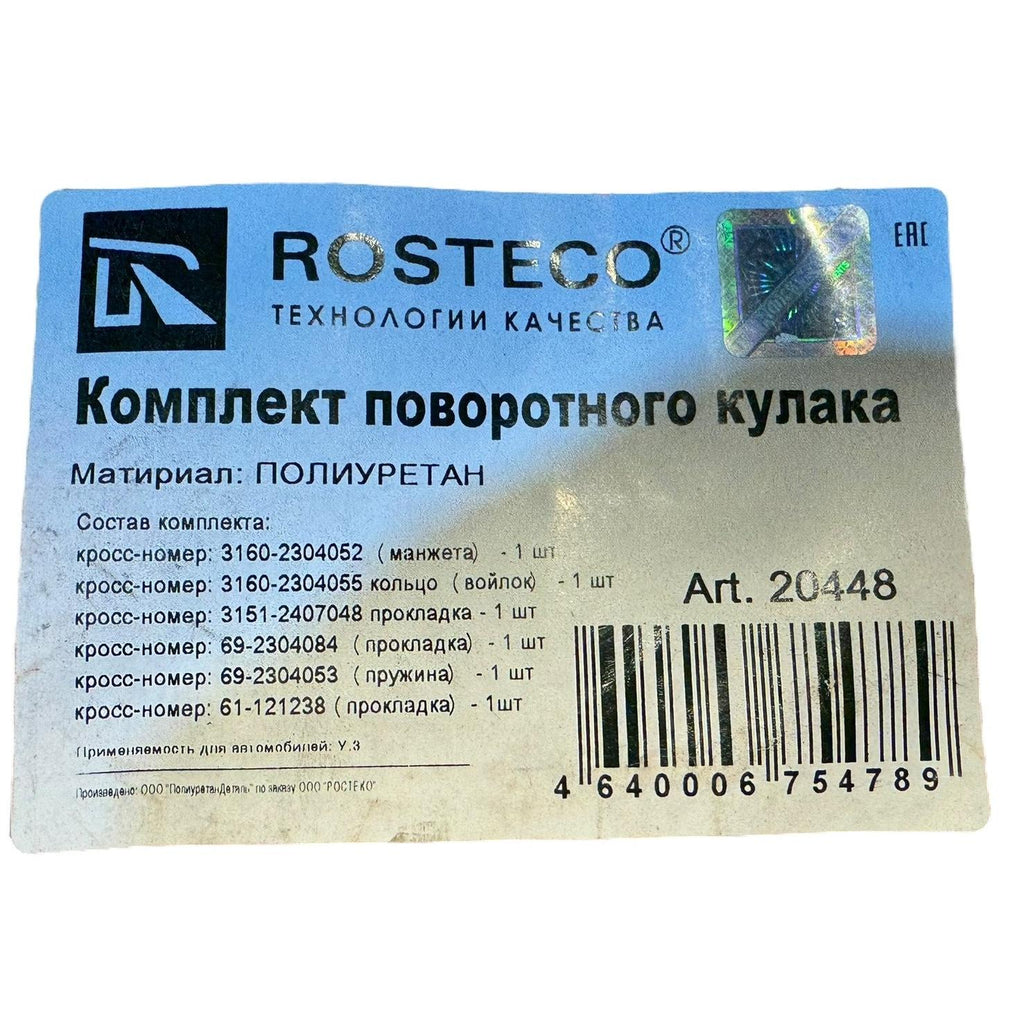 ROSTECO®
ЕАС
ТЕХНОЛОГИИ КАЧЕСТВА
Комплект поворотного кулака
Матириал: ПОЛИУРЕТАН
Состав комплекта:
кросс-номер: 3160-2304052 (манжета) - 1 шт
кросс-номер: 3160-2304055 кольцо (войлок) - 1 шт
кросс-номер: 3151-2407048 прокладка - 1 шт
кросс-номер: 69-2304084 (прокладка) - 1 шт
кросс-номер: 69-2304053 (пружина) - 1 шт
кросс-номер: 61-121238 (прокладка) - 1шт
Art. 20448
Применяемость для автомобилей: У.З
Произведено: ООО "ПолиуретанДеталь" по заказу ООО "РОСТЕКО"
4 640006 754789